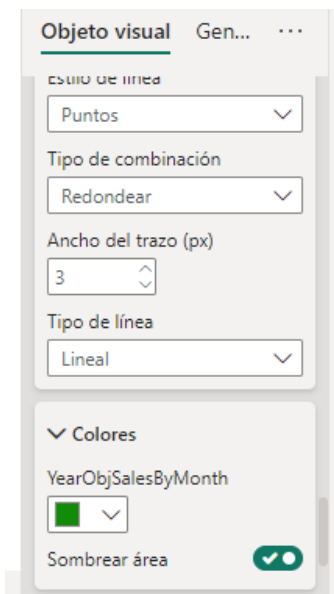 Objeto visual Gen... ...
Estilo de línea
Puntos
Tipo de combinación
Redondear
Ancho del trazo (px)
3
Tipo de línea
Lineal
Colores
YearObjSalesByMonth
Sombrear área